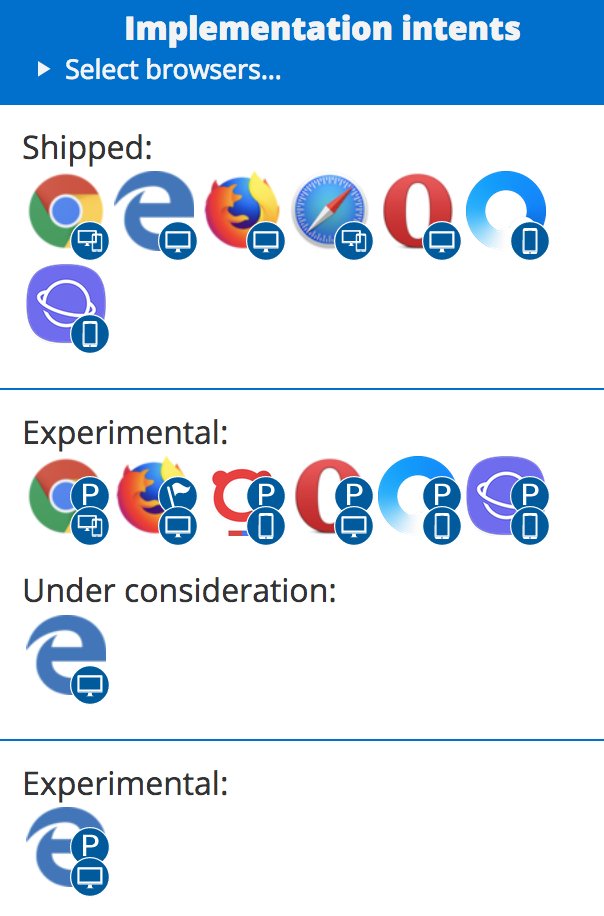 Implementation intents
Select browsers...
Shipped:
Experimental:
P P P P P
Under consideration:
Experimental:
P